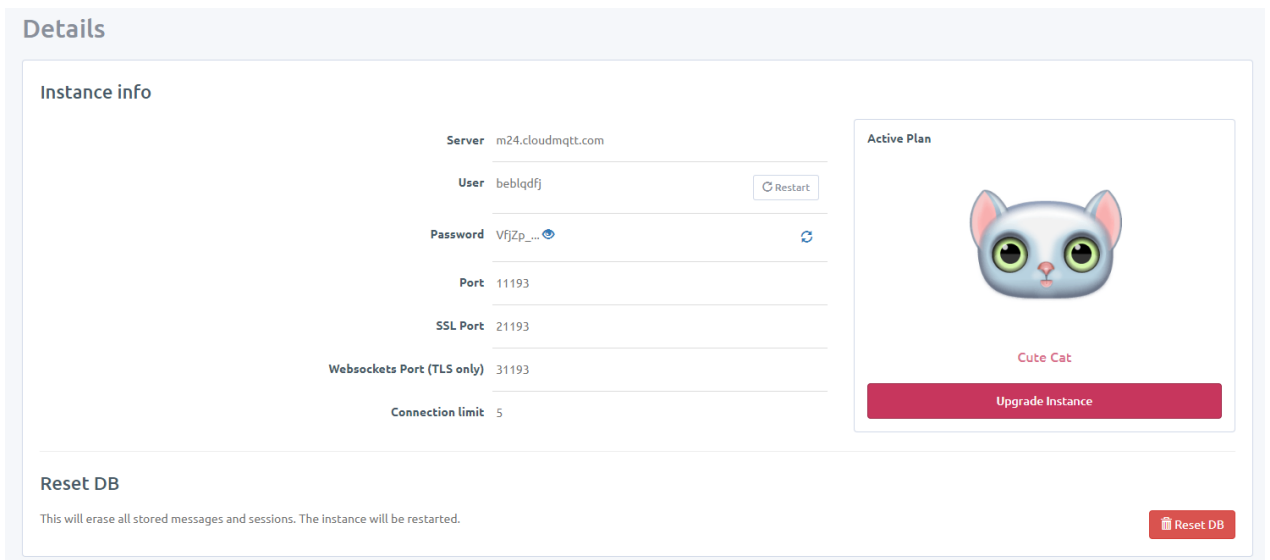 Details
Instance info
Server m24.cloudmqtt.com
User beblqdfj
Restart
Password VfjZp_...
Port 11193
SSL Port 21193
Websockets Port (TLS only) 31193
Connection limit 5
Active Plan
Cute Cat
Upgrade Instance
Reset DB
This will erase all stored messages and sessions. The instance will be restarted.
Reset DB